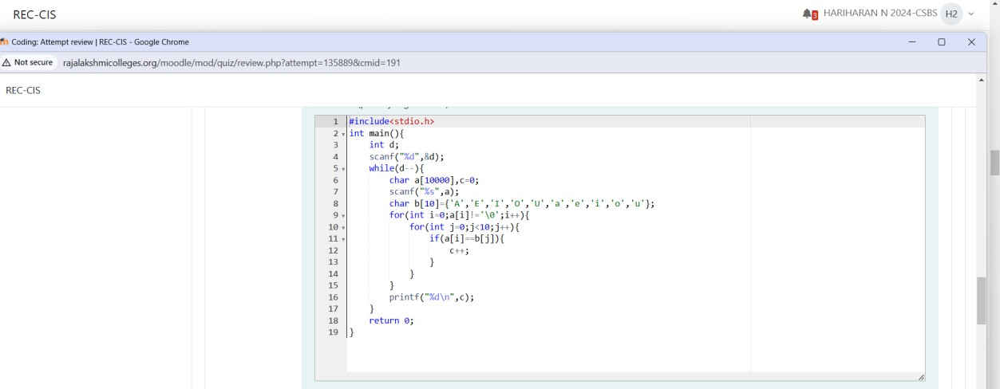 REC-CIS
3 HARIHARAN N 2024-CSBS H2
Coding: Attempt review | REC-CIS - Google Chrome
Not secure rajalakshmicolleges.org/moodle/mod/quiz/review.php?attempt=135889&cmid=191
REC-CIS
1 #include<stdio.h>
2 int main(){
3 int d;
4 scanf("%d",&d);
5 while(d--){
6 char a[10000],c=0;
7 scanf("%s",a);
8 char b[10]={'A','E','I','O','U','a','e','i','o','u'};
9 for(int i=0;a[i]!='\0';i++){
10 for(int j=0;j<10;j++){
11 if(a[i]==b[j]){
12 c++;
13 }
14 }
15 }
16 printf("%d\n",c);
17 }
18 return 0;
19 }